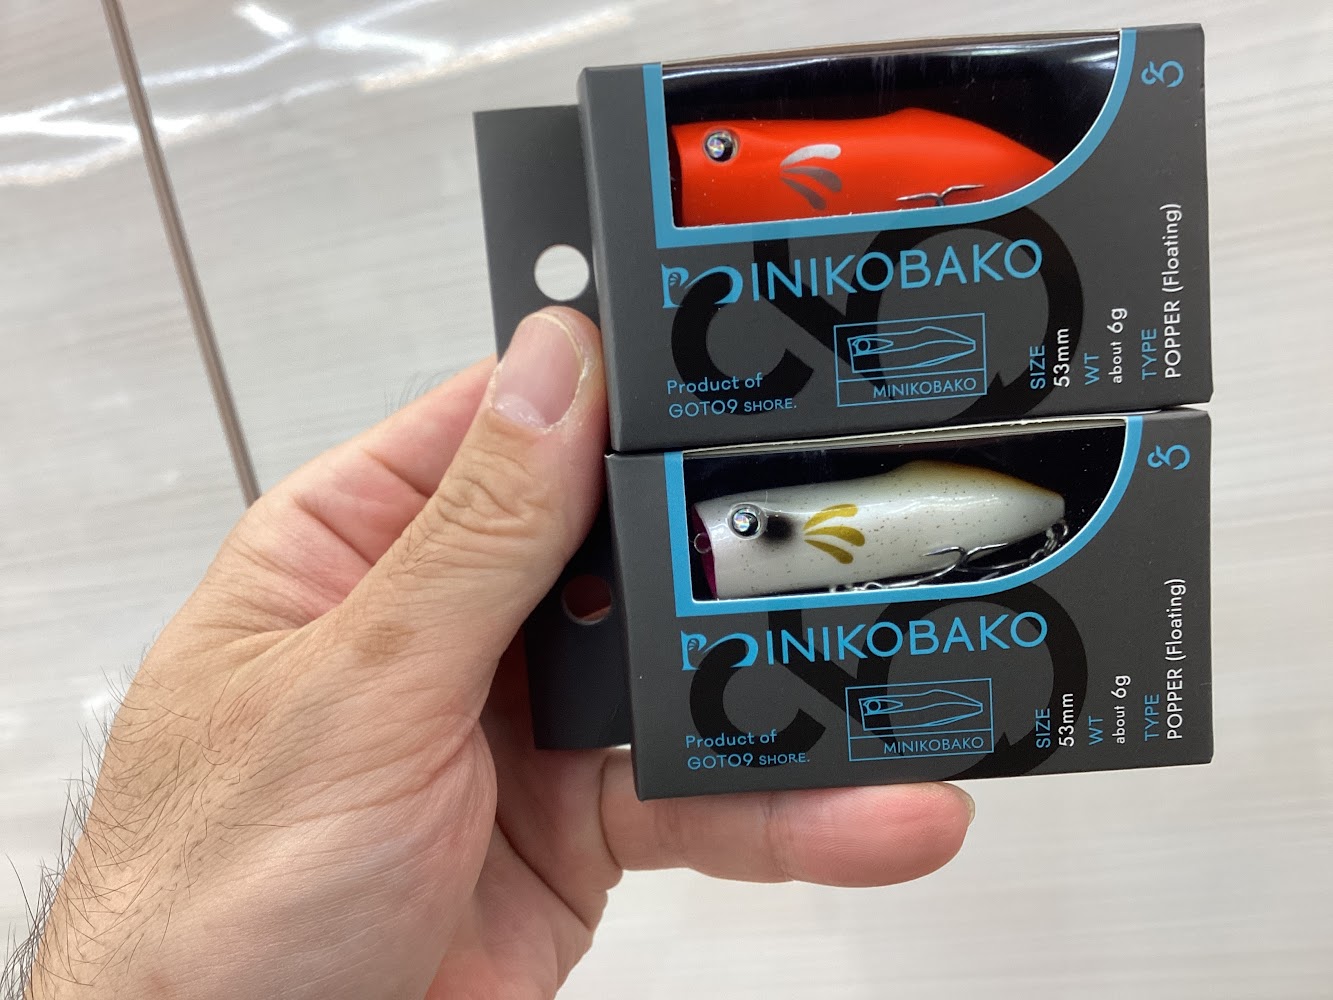 MINIKOBAKO
MINIKOBAKO
Product of
GOTO9 SHORE.
SIZE
53mm
WT
about 6g
TYPE
POPPER (Floating)
MINIKOBAKO
MINIKOBAKO
Product of
GOTO9 SHORE.
SIZE
53mm
WT
about 6g
TYPE
POPPER (Floating)